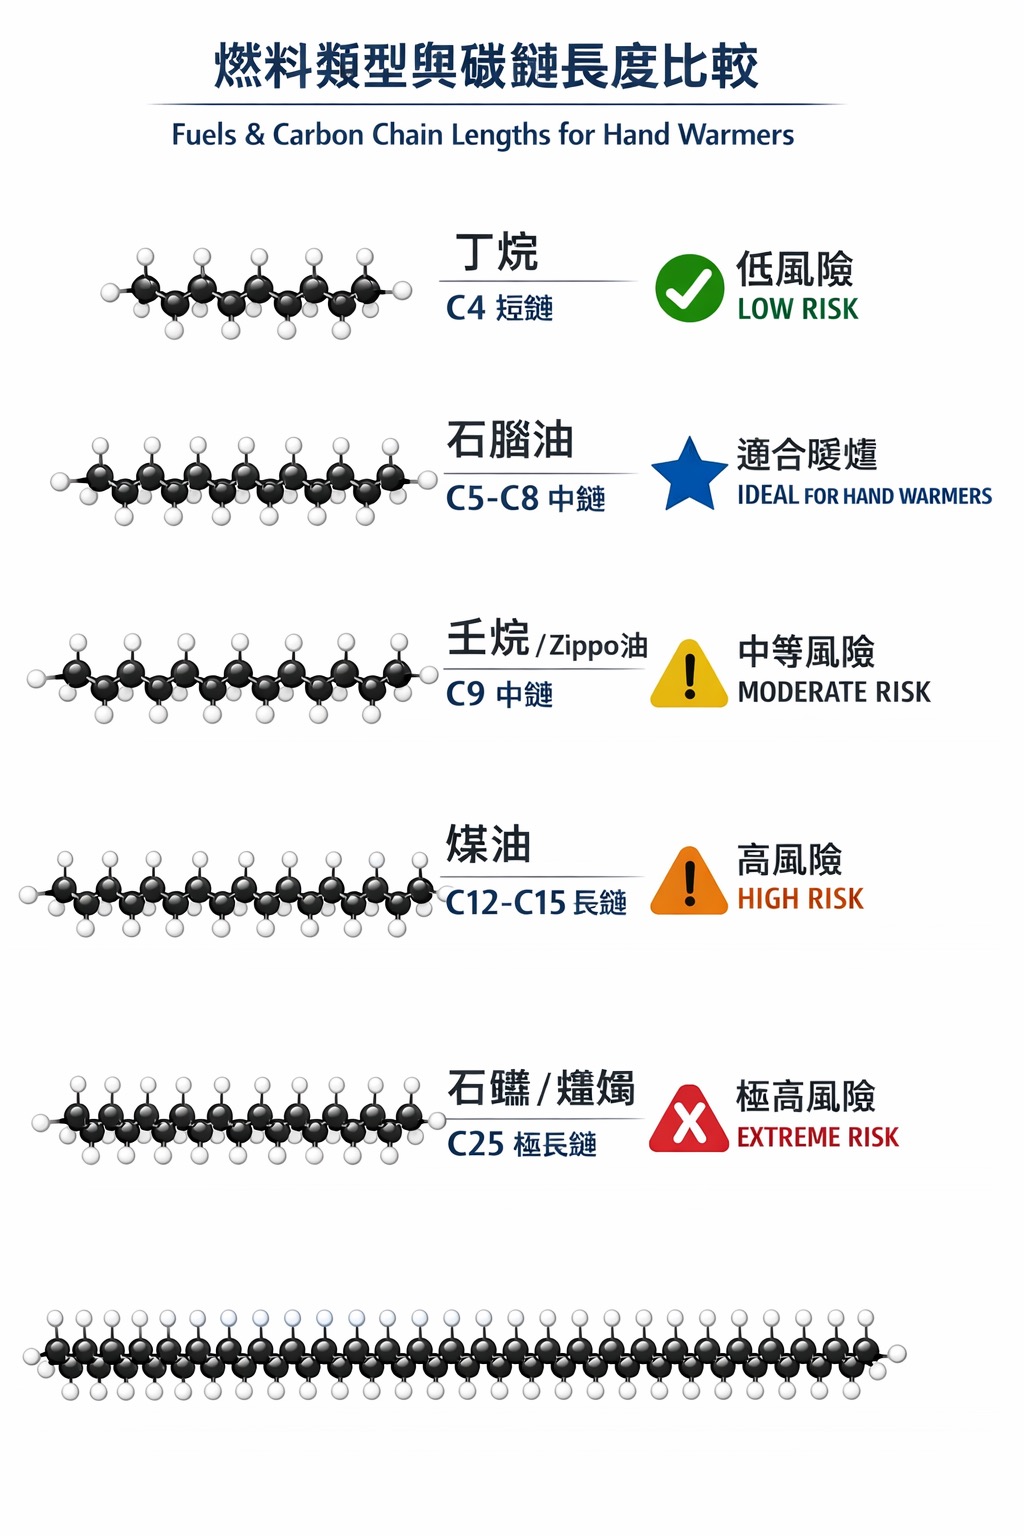 燃料類型與碳鏈長度比較
Fuels & Carbon Chain Lengths for Hand Warmers
丁烷
C4 短鏈
低風險
LOW RISK
石腦油
C5-C8 中鏈
適合暖爐
IDEAL FOR HAND WARMERS
壬烷 / Zippo油
C9 中鏈
中等風險
MODERATE RISK
煤油
C12-C15 長鏈
高風險
HIGH RISK
C25 極長鏈
極高風險
EXTREME RISK